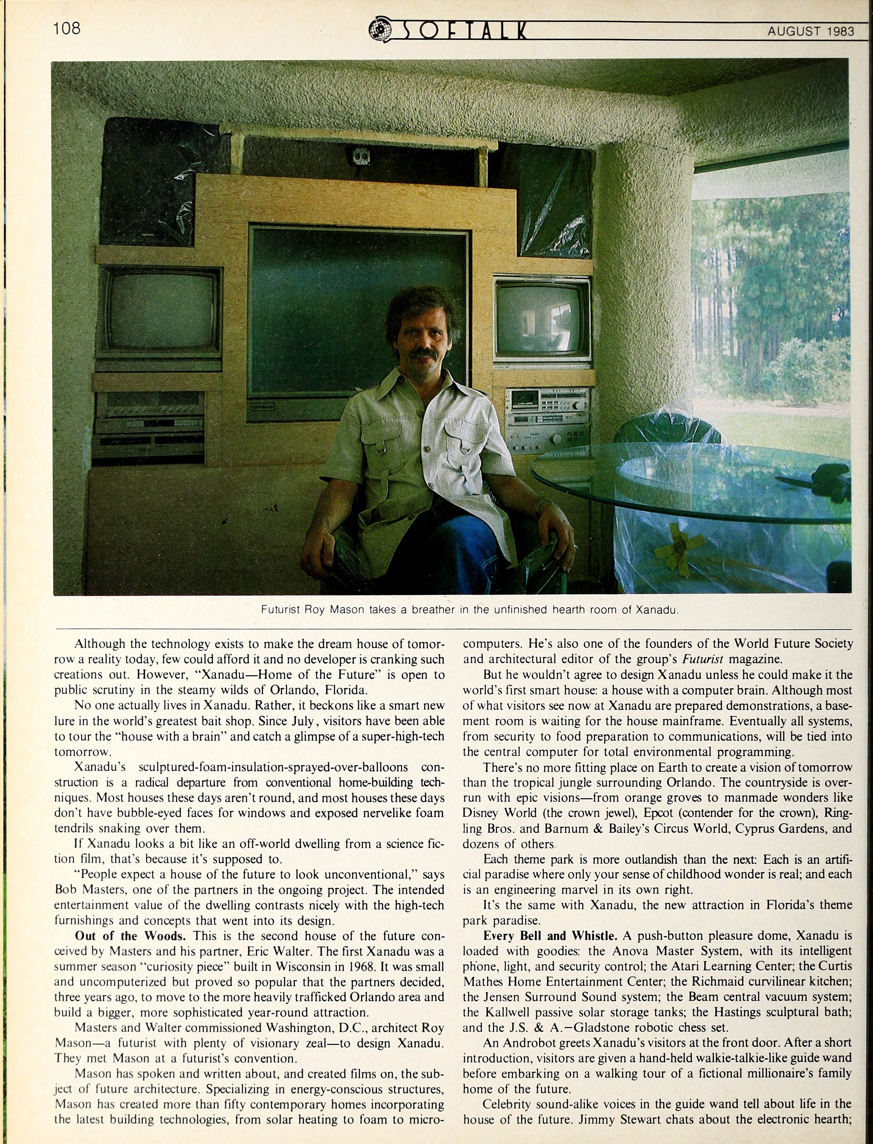 108
SOFTALK
AUGUST 1983
Futurist Roy Mason takes a breather in the unfinished hearth room of Xanadu.
Although the technology exists to make the dream house of tomor-
row a reality today, few could afford it and no developer is cranking such
creations out. However, “Xanadu—Home of the Future” is open to
public scrutiny in the steamy wilds of Orlando, Florida.
No one actually lives in Xanadu. Rather, it beckons like a smart new
lure in the world’s greatest bait shop. Since July, visitors have been able
to tour the “house with a brain” and catch a glimpse of a super-high-tech
tomorrow.
Xanadu’s sculptured-foam-insulation-sprayed-over-balloons con-
struction is a radical departure from conventional home-building tech-
niques. Most houses these days aren’t round, and most houses these days
don’t have bubble-eyed faces for windows and exposed nervelike foam
tendrils snaking over them.
If Xanadu looks a bit like an off-world dwelling from a science fic-
tion film, that’s because it’s supposed to.
“People expect a house of the future to look unconventional,” says
Bob Masters, one of the partners in the ongoing project. The intended
entertainment value of the dwelling contrasts nicely with the high-tech
furnishings and concepts that went into its design.
Out of the Woods. This is the second house of the future con-
ceived by Masters and his partner, Eric Walter. The first Xanadu was a
summer season “curiosity piece” built in Wisconsin in 1968. It was small
and uncomputerized but proved so popular that the partners decided,
three years ago, to move to the more heavily trafficked Orlando area and
build a bigger, more sophisticated year-round attraction.
Masters and Walter commissioned Washington, D.C., architect Roy
Mason—a futurist with plenty of visionary zeal—to design Xanadu.
They met Mason at a futurist’s convention.
Mason has spoken and written about, and created films on, the sub-
ject of future architecture. Specializing in energy-conscious structures,
Mason has created more than fifty contemporary homes incorporating
the latest building technologies, from solar heating to foam to micro-
computers. He’s also one of the founders of the World Future Society
and architectural editor of the group’s Futurist magazine.
But he wouldn’t agree to design Xanadu unless he could make it the
world’s first smart house: a house with a computer brain. Although most
of what visitors see now at Xanadu are prepared demonstrations, a base-
ment room is waiting for the house mainframe. Eventually all systems,
from security to food preparation to communications, will be tied into
the central computer for total environmental programming.
There’s no more fitting place on Earth to create a vision of tomorrow
than the tropical jungle surrounding Orlando. The countryside is over-
run with epic visions—from orange groves to manmade wonders like
Disney World (the crown jewel), Epcot (contender for the crown), Ring-
ling Bros. and Barnum & Bailey’s Circus World, Cyprus Gardens, and
dozens of others.
Each theme park is more outlandish than the next: Each is an artifi-
cial paradise where only your sense of childhood wonder is real; and each
is an engineering marvel in its own right.
It’s the same with Xanadu, the new attraction in Florida’s theme
park paradise.
Every Bell and Whistle. A push-button pleasure dome, Xanadu is
loaded with goodies: the Anova Master System, with its intelligent
phone, light, and security control; the Atari Learning Center; the Curtis
Mathes Home Entertainment Center; the Richmaid curvilinear kitchen;
the Jensen Surround Sound system; the Beam central vacuum system;
the Kallwell passive solar storage tanks; the Hastings sculptural bath;
and the J.S. & A.—Gladstone robotic chess set.
An Androbot greets Xanadu’s visitors at the front door. After a short
introduction, visitors are given a hand-held walkie-talkie-like guide wand
before embarking on a walking tour of a fictional millionaire’s family
home of the future.
Celebrity sound-alike voices in the guide wand tell about life in the
house of the future. Jimmy Stewart chats about the electronic hearth;